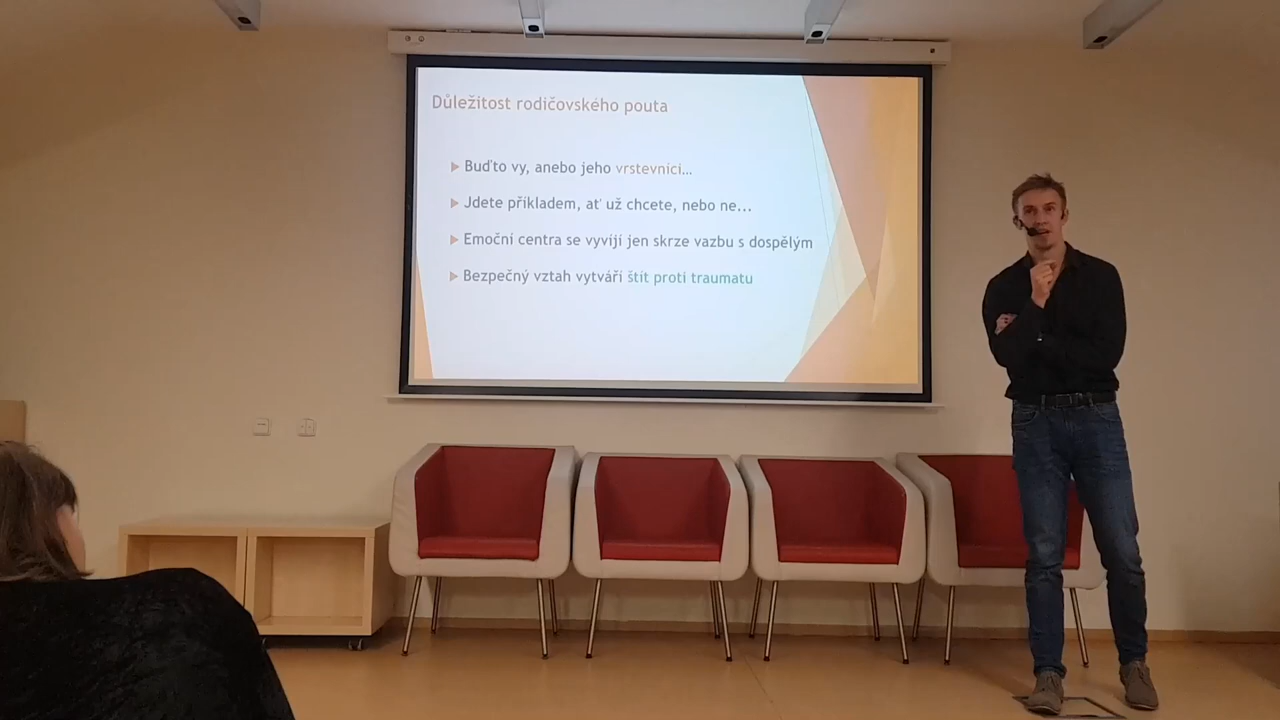 Důležitost rodičovského pouta
Buďto vy, anebo jeho vrstevníci...
Jdete příkladem, ať už chcete, nebo ne...
Emoční centra se vyvíjí jen skrze vazbu s dospělým
Bezpečný vztah vytváří štít proti traumatu